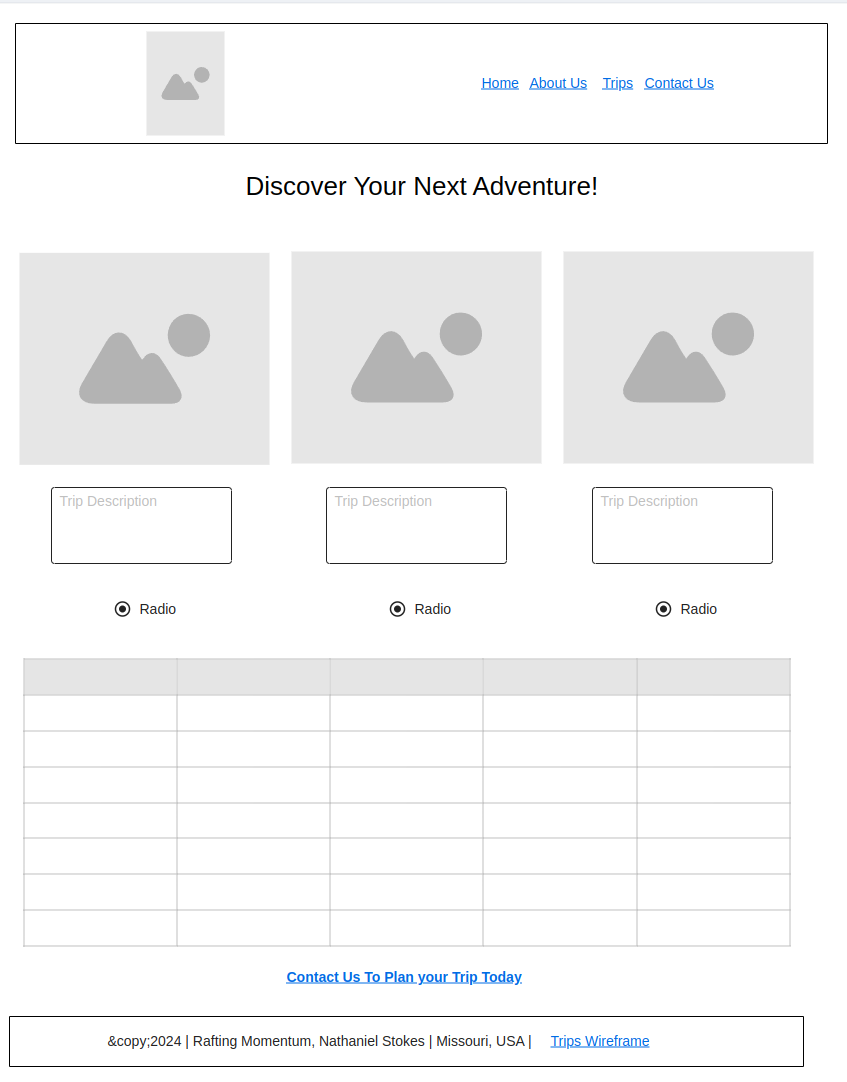 Home About Us Trips Contact Us
Discover Your Next Adventure!
Trip Description Trip Description Trip Description
Radio Radio Radio
Contact Us To Plan your Trip Today
&copy;2024 | Rafting Momentum, Nathaniel Stokes | Missouri, USA | Trips Wireframe